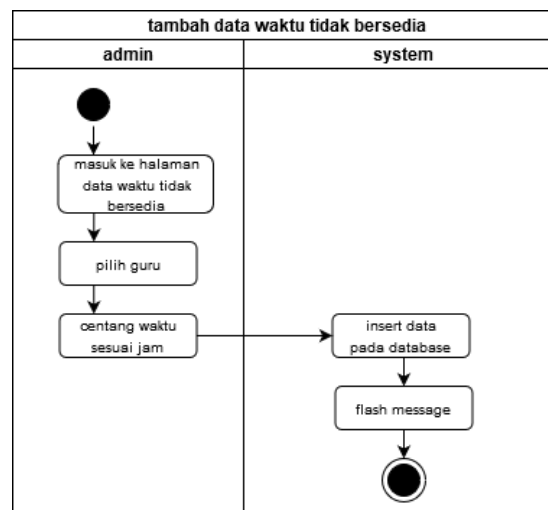 tambah data waktu tidak bersedia
admin
system
masuk ke halaman
data waktu tidak
bersedia
pilih guru
centang waktu
sesuai jam
insert data
pada database
flash message